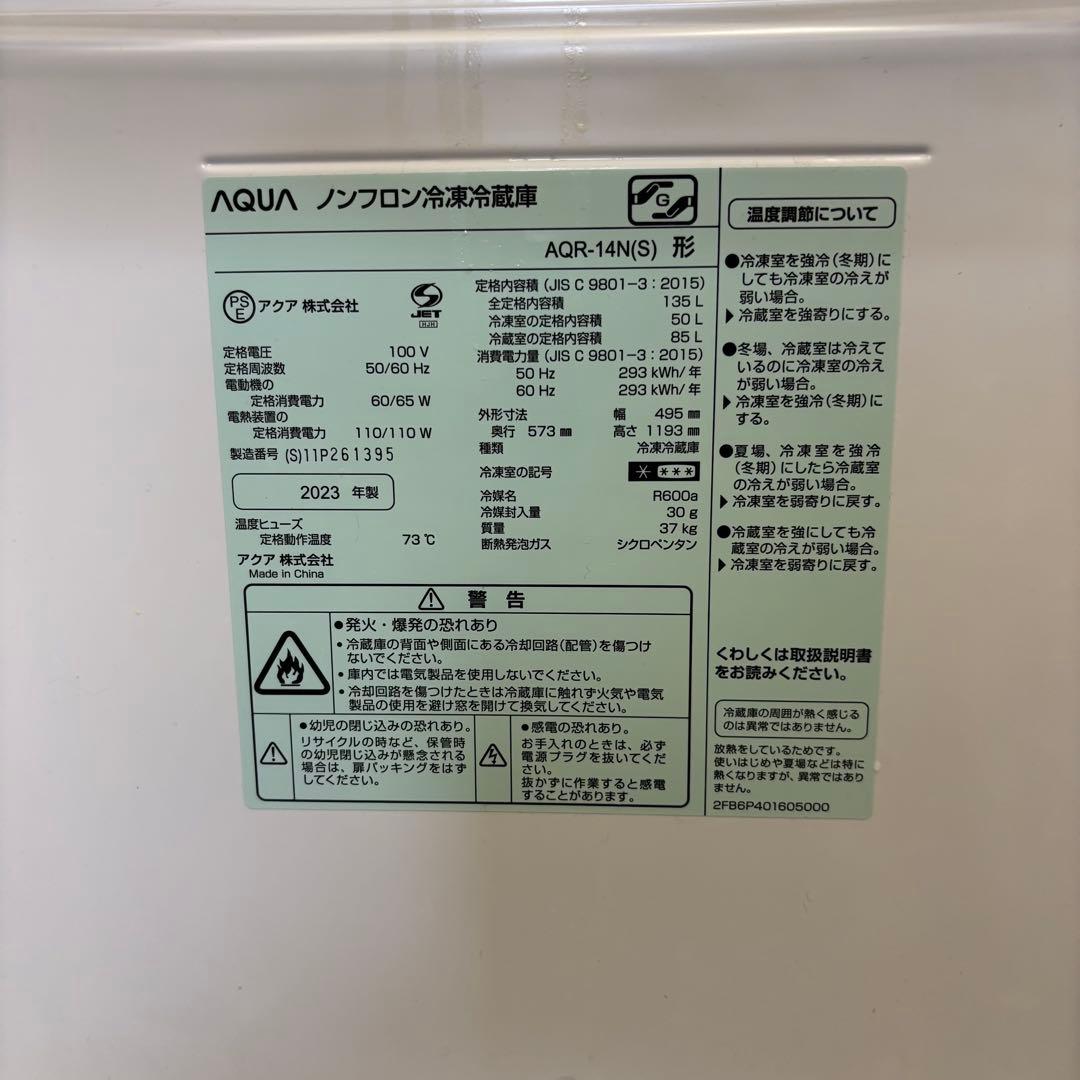 AQUA ノンフロン冷凍冷蔵庫
G
AQR-14N(S) 形
PS
E
アクア 株式会社
S
JET
HJH
定格電圧 100 V
定格周波数 50/60 Hz
電動機の
定格消費電力 60/65 W
電熱装置の
定格消費電力 110/110 W
製造番号 (S)11P261395
2023 年製
温度ヒューズ
定格動作温度 73 ℃
アクア 株式会社
Made in China
定格内容積 (JIS C 9801-3：2015)
全定格内容積 135 L
冷凍室の定格内容積 50 L
冷蔵室の定格内容積 85 L
消費電力量 (JIS C 9801-3：2015)
50 Hz 293 kWh/年
60 Hz 293 kWh/年
外形寸法 幅 495 ㎜
奥行 573 ㎜ 高さ 1193 ㎜
種類 冷凍冷蔵庫
冷凍室の記号 * ***
冷媒名 R600a
冷媒封入量 30 g
質量 37 kg
断熱発泡ガス シクロペンタン
⚠ 警告
●発火・爆発の恐れあり
・冷蔵庫の背面や側面にある冷却回路(配管)を傷つけ
ないでください。
・庫内では電気製品を使用しないでください。
・冷却回路を傷つけたときは冷蔵庫に触れず火気や電気
製品の使用を避け窓を開けて換気してください。
●幼児の閉じ込みの恐れあり。
リサイクルの時など、保管時
の幼児閉じ込みが懸念される
場合は、扉パッキングをはず
してください。
●感電の恐れあり。
お手入れのときは、必ず
電源プラグを抜いてくだ
さい。
抜かずに作業すると感電
することがあります。
温度調節について
●冷凍室を強冷(冬期)に
しても冷凍室の冷えが
弱い場合。
▶冷蔵室を強寄りにする。
●冬場、冷蔵室は冷えて
いるのに冷凍室の冷え
が弱い場合。
▶冷凍室を強冷(冬期)に
する。
●夏場、冷凍室を強冷
(冬期)にしたら冷蔵室
の冷えが弱い場合。
▶冷凍室を弱寄りに戻す。
●冷蔵室を強にしても冷
蔵室の冷えが弱い場合。
▶冷凍室を弱寄りに戻す。
くわしくは取扱説明書
をお読みください。
冷蔵庫の周囲が熱く感じる
のは異常ではありません。
放熱をしているためです。
使いはじめや夏場などは特に
熱くなりますが、異常ではあり
ません。
2FB6P401605000